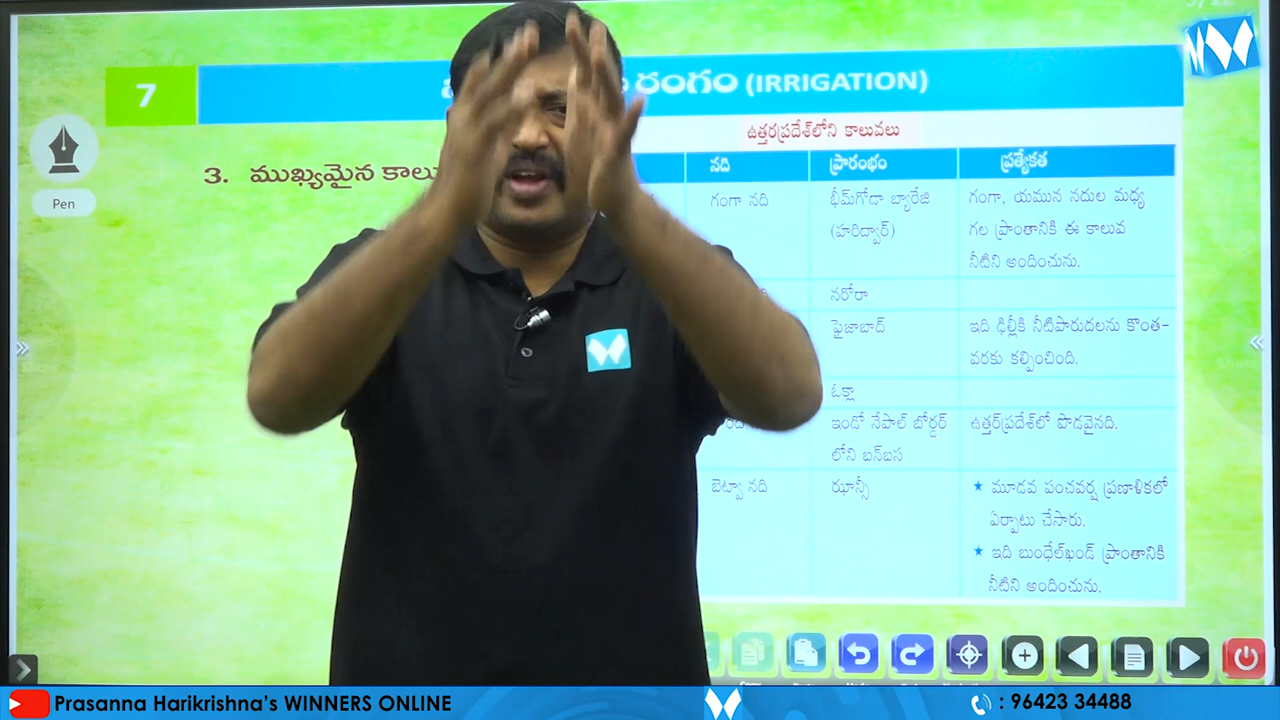 7
రంగం (IRRIGATION)
ఉత్తరప్రదేశ్‌లోని కాలువలు
3. ముఖ్యమైన
నది
ప్రారంభం
ప్రత్యేకత
గంగా నది
భీమ్‌గోడా బ్యారేజి
(హరిద్వార్)
గంగా, యమున నదుల మధ్య
గల ప్రాంతానికి ఈ కాలువ
నీటిని అందించును.
నరోరా
ఫైజాబాద్
ఇది ఢిల్లీకి నీటిపారుదలను కొంత-
వరకు కల్పించింది.
ఓక్లా
ఇండో నేపాల్ బోర్డర్
లోని బన్‌బస
ఉత్తర్‌ప్రదేశ్‌లో పొడవైనది.
బెట్వా నది
ఝాన్సీ
★ మూడవ పంచవర్ష ప్రణాళికలో
ఏర్పాటు చేసారు.
★ ఇది బుంధేల్‌ఖండ్ ప్రాంతానికి
నీటిని అందించును.
Pen
Prasanna Harikrishna's WINNERS ONLINE
: 96423 34488